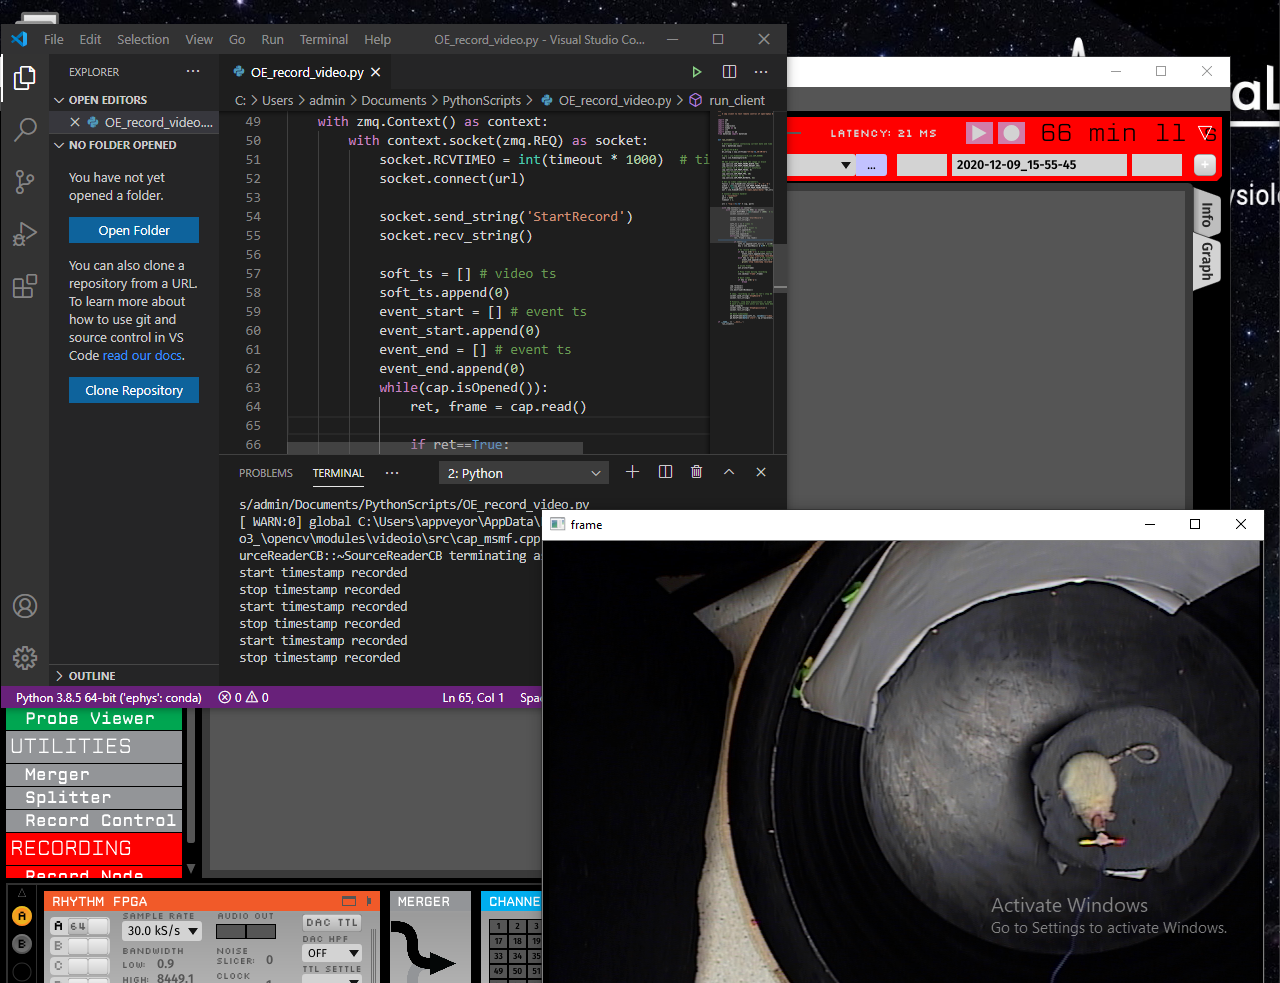 File Edit Selection View Go Run Terminal Help OE_record_video.py - Visual Studio Co...
EXPLORER
OE_record_video.py
OPEN EDITORS
OE_record_video....
NO FOLDER OPENED
You have not yet
opened a folder.
Open Folder
You can also clone a
repository from a URL.
To learn more about
how to use git and
source control in VS
Code read our docs.
Clone Repository
OUTLINE
C: > Users > admin > Documents > PythonScripts > OE_record_video.py > run_client
49 with zmq.Context() as context:
50 with context.socket(zmq.REQ) as socket:
51 socket.RCVTIMEO = int(timeout * 1000) # ti
52 socket.connect(url)
53
54 socket.send_string('StartRecord')
55 socket.recv_string()
56
57 soft_ts = [] # video ts
58 soft_ts.append(0)
59 event_start = [] # event ts
60 event_start.append(0)
61 event_end = [] # event ts
62 event_end.append(0)
63 while(cap.isOpened()):
64 ret, frame = cap.read()
65
66 if ret==True:
PROBLEMS TERMINAL ... 2: Python
s/admin/Documents/PythonScripts/OE_record_video.py
[ WARN:0] global C:\Users\appveyor\AppData\
o3_\opencv\modules\videoio\src\cap_msmf.cpp
urceReaderCB::~SourceReaderCB terminating a
start timestamp recorded
stop timestamp recorded
start timestamp recorded
stop timestamp recorded
start timestamp recorded
stop timestamp recorded
Python 3.8.5 64-bit ('ephys': conda) 0 0 Ln 65, Col 1 Spac
LATENCY: 21 MS 66 min 11 s
... 2020-12-09_15-55-45 +
Info
Graph
aL
ysiolo
frame
Activate Windows
Go to Settings to activate Windows.
Probe Viewer
UTILITIES
Merger
Splitter
Record Control
RECORDING
Record Node
A
B
RHYTHM FPGA
A 64
B
C
SAMPLE RATE
30.0 kS/s
BANDWIDTH
LOW: 0.9
HIGH: 8449.1
AUDIO OUT
NOISE
SLICER: 0
CLOCK
DAC TTL
DAC HPF
OFF
TTL SETTLE
MERGER
CHANNE
1 2 3
17 18 19
33 34 35
49 50 51